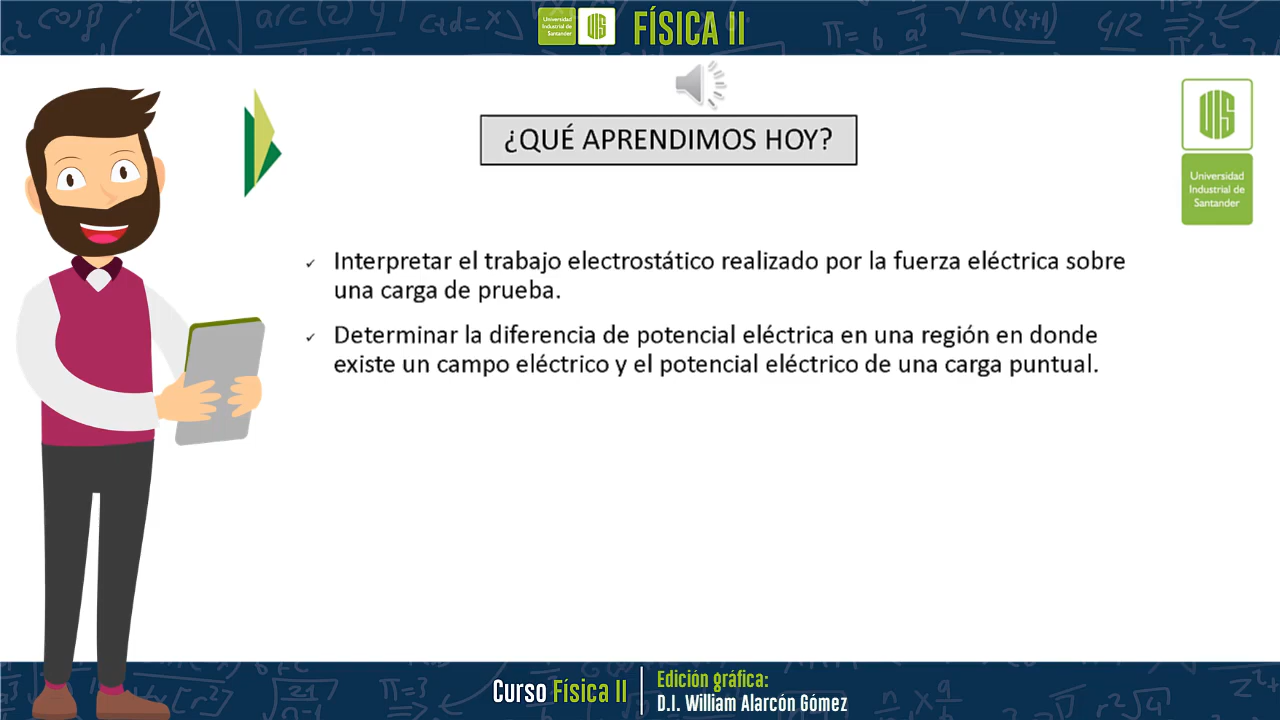 Universidad
Industrial de
Santander
UIS
FÍSICA II
¿QUÉ APRENDIMOS HOY?
UIS
Universidad
Industrial de
Santander
✓ Interpretar el trabajo electrostático realizado por la fuerza eléctrica sobre
una carga de prueba.
✓ Determinar la diferencia de potencial eléctrica en una región en donde
existe un campo eléctrico y el potencial eléctrico de una carga puntual.
Curso Física II
Edición gráfica:
D.I. William Alarcón Gómez